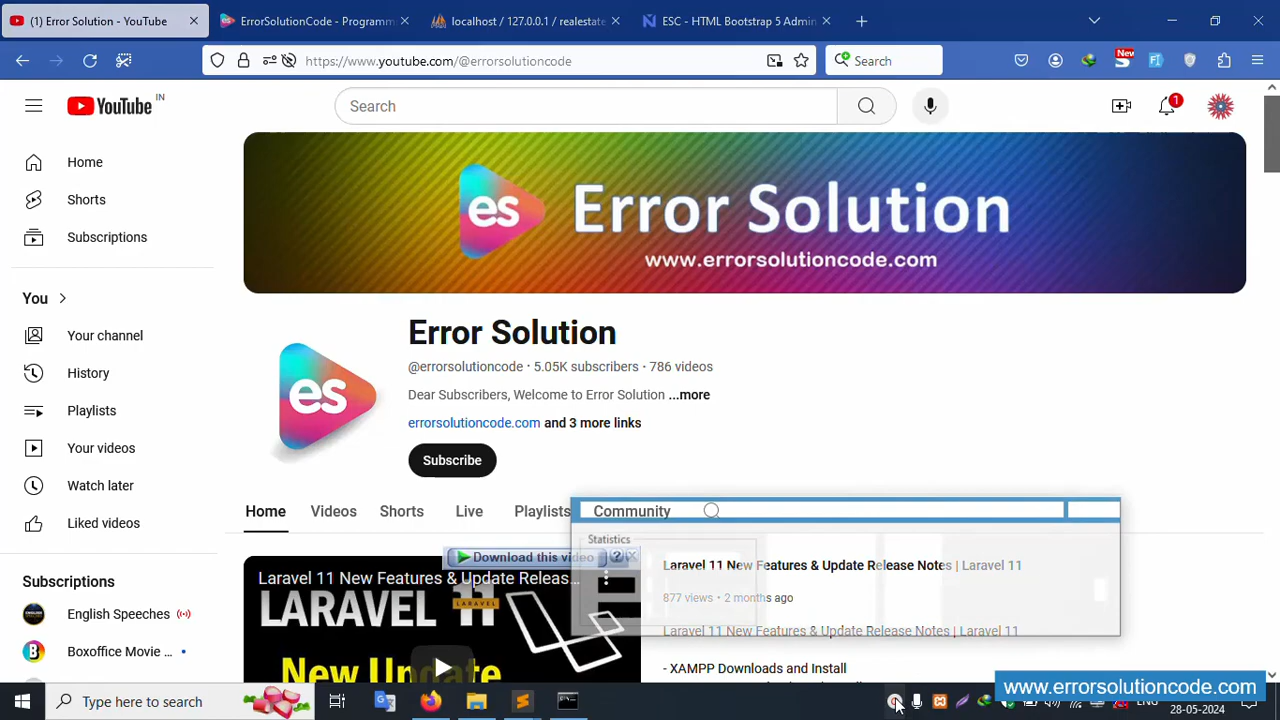 (1) Error Solution - YouTube
ErrorSolutionCode - Programm
localhost / 127.0.0.1 / realestate
ESC - HTML Bootstrap 5 Admin
https://www.youtube.com/@errorsolutioncode
Search
New
YouTube IN
Search
1
Error Solution
www.errorsolutioncode.com
es
Home
Shorts
Subscriptions
You
Your channel
History
Playlists
Your videos
Watch later
Liked videos
Subscriptions
English Speeches
Boxoffice Movie ...
es
Error Solution
@errorsolutioncode • 5.05K subscribers • 786 videos
Dear Subscribers, Welcome to Error Solution ...more
errorsolutioncode.com and 3 more links
Subscribe
Home
Videos
Shorts
Live
Playlists
Community
Statistics
Download this video
Laravel 11 New Features & Update Releas...
LARAVEL 11
LARAVEL
New Update
Laravel 11 New Features & Update Release Notes | Laravel 11
877 views • 2 months ago
Laravel 11 New Features & Update Release Notes | Laravel 11
- XAMPP Downloads and Install
Type here to search
www.errorsolutioncode.com
28-05-2024